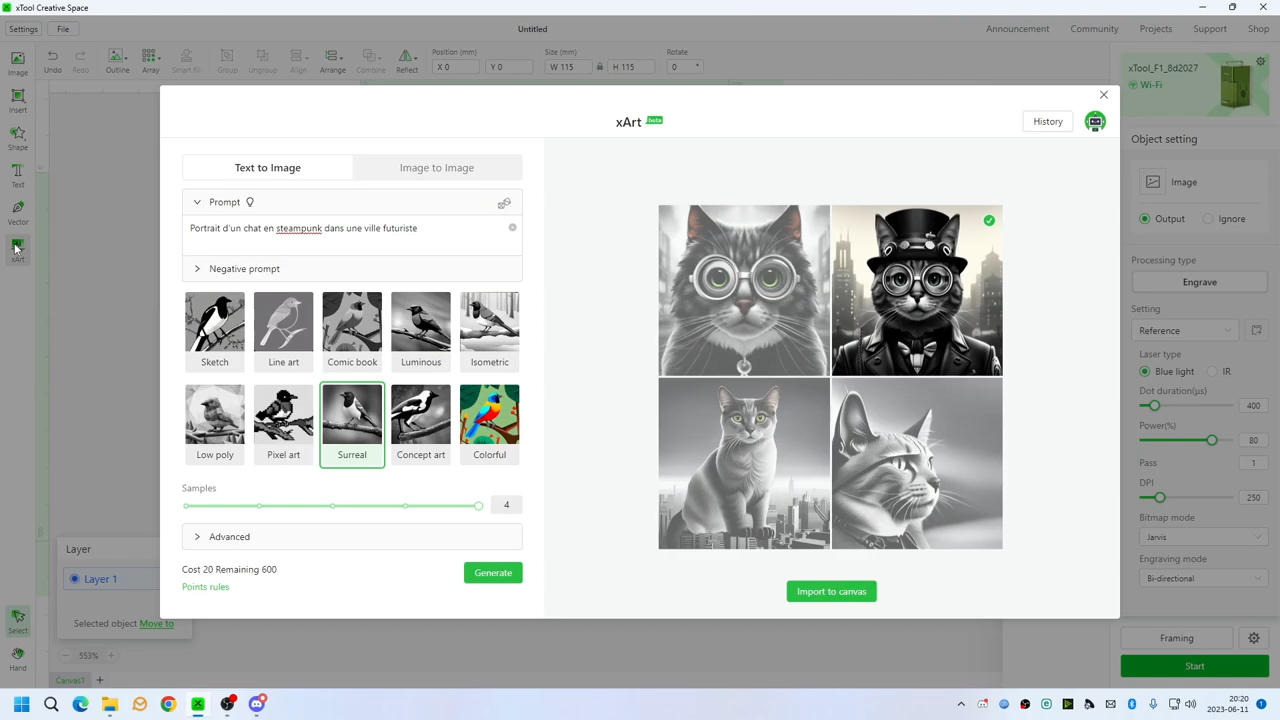 xTool Creative Space
Settings File Untitled Announcement Community Projects Support Shop
Image Undo Redo Outline Array Smart fill Group Ungroup Align Arrange Combine Reflect
Position (mm) Size (mm) Rotate
X 0 Y 0 W 115 H 115 0 °
xTool_F1_8d2027
Wi-Fi
Insert
Shape
Text
Vector
xArt
xArt beta
History
Text to Image Image to Image
Prompt
Portrait d'un chat en steampunk dans une ville futuriste
Negative prompt
Sketch Line art Comic book Luminous Isometric
Low poly Pixel art Surreal Concept art Colorful
Samples
4
Advanced
Cost 20 Remaining 600
Points rules
Generate
Import to canvas
Object setting
Image
Output Ignore
Processing type
Engrave
Setting
Reference
Laser type
Blue light IR
Dot duration(μs)
400
Power(%)
80
Pass 1
DPI
250
Bitmap mode
Jarvis
Engraving mode
Bi-directional
Framing
Start
Layer
Layer 1
Selected object Move to
Select
Hand
553%
Canvas1
20:20
2023-06-11
1